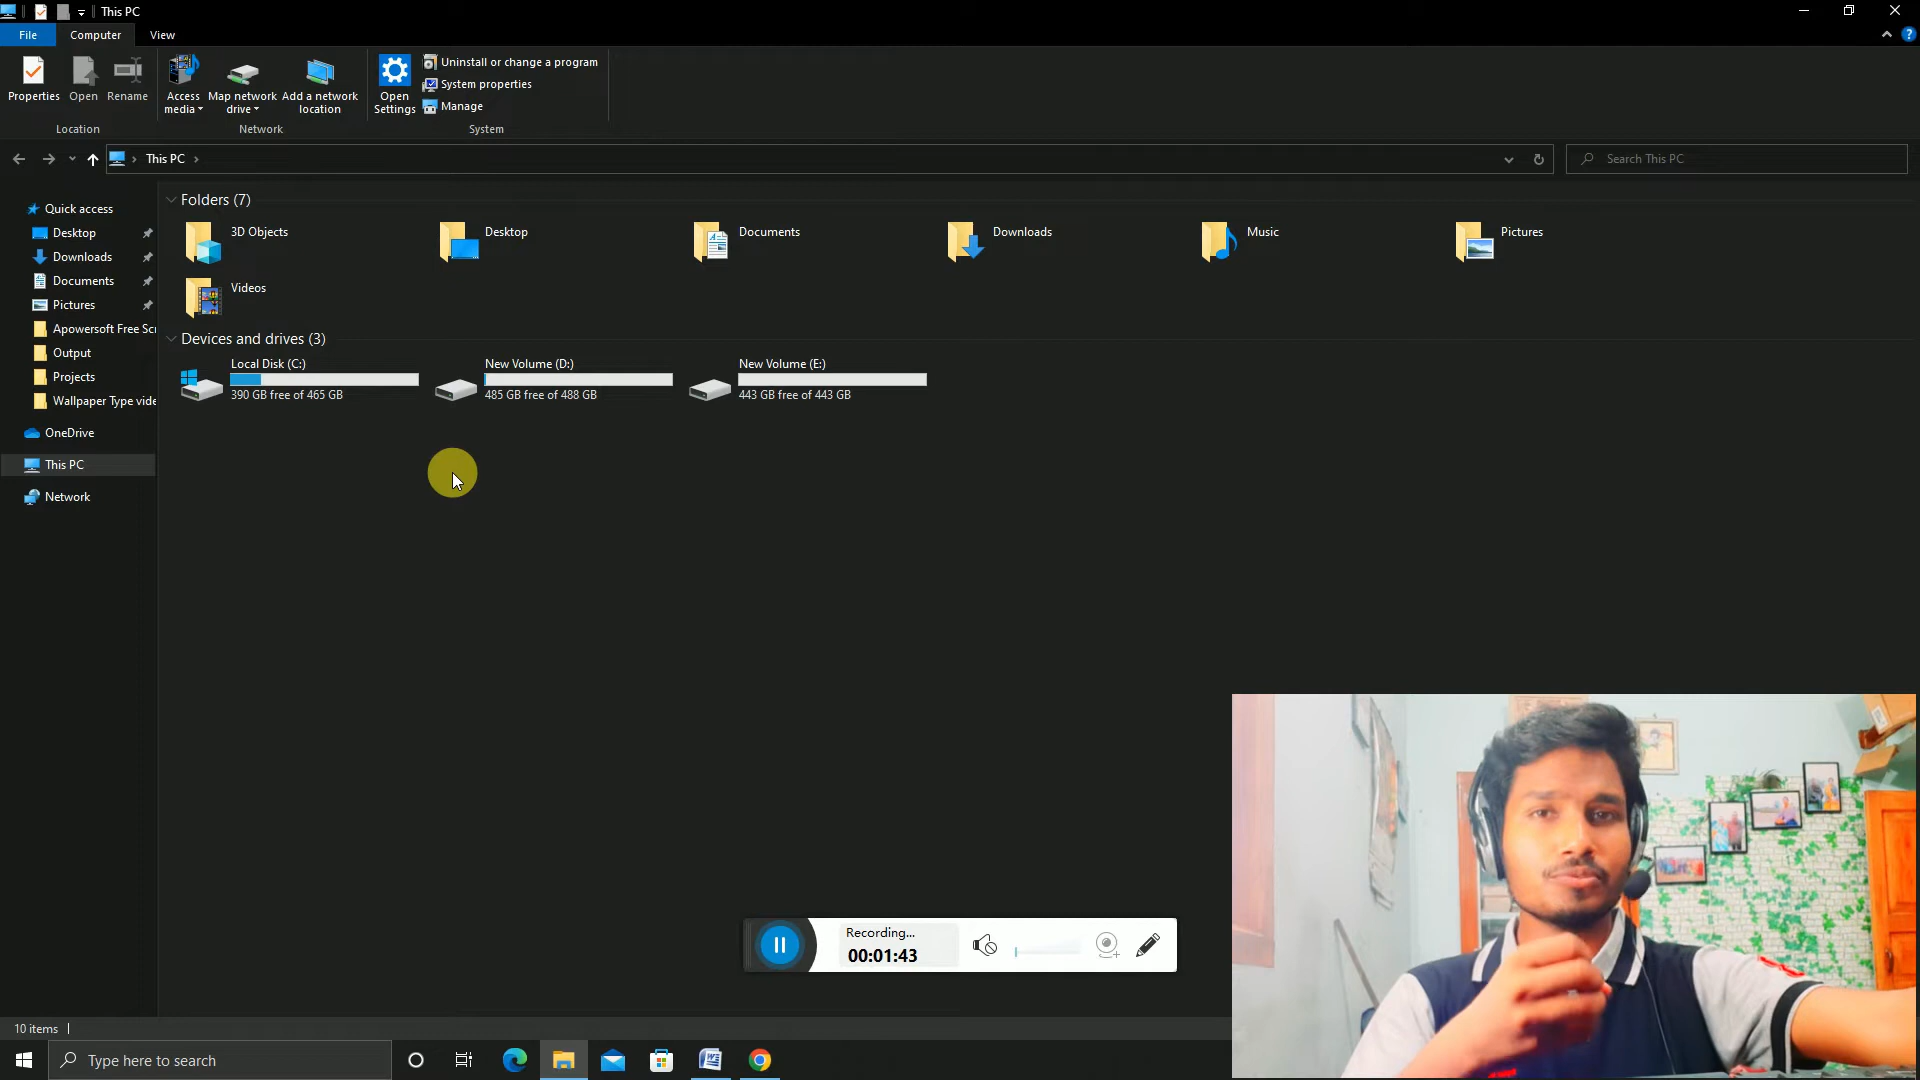 This PC
File
Computer
View
Properties
Open
Rename
Access
media
Map network
drive
Add a network
location
Open
Settings
Uninstall or change a program
System properties
Manage
Location
Network
System
This PC
Search This PC
Quick access
Desktop
Downloads
Documents
Pictures
Apowersoft Free Scr
Output
Projects
Wallpaper Type vide
OneDrive
This PC
Network
Folders (7)
3D Objects
Desktop
Documents
Downloads
Music
Pictures
Videos
Devices and drives (3)
Local Disk (C:)
390 GB free of 465 GB
New Volume (D:)
485 GB free of 488 GB
New Volume (E:)
443 GB free of 443 GB
Recording...
00:01:43
10 items
Type here to search